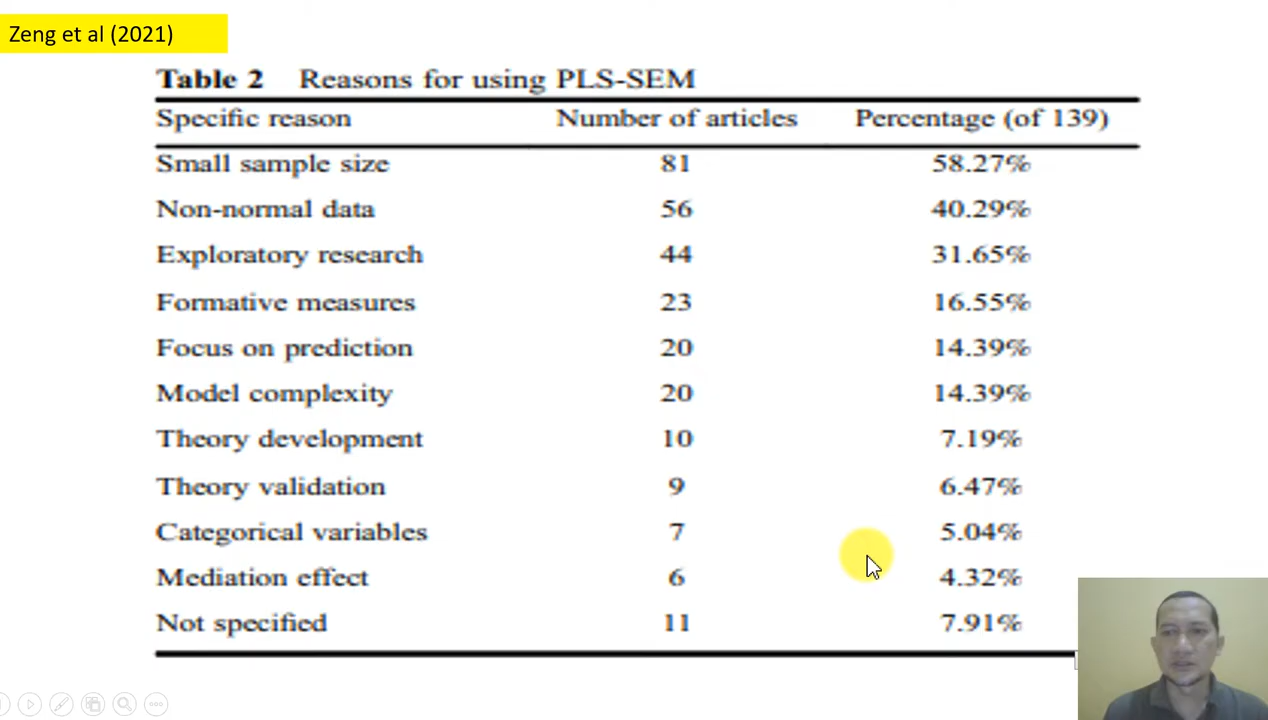 Zeng et al (2021)
Table 2 Reasons for using PLS-SEM
Specific reason Number of articles Percentage (of 139)
Small sample size 81 58.27%
Non-normal data 56 40.29%
Exploratory research 44 31.65%
Formative measures 23 16.55%
Focus on prediction 20 14.39%
Model complexity 20 14.39%
Theory development 10 7.19%
Theory validation 9 6.47%
Categorical variables 7 5.04%
Mediation effect 6 4.32%
Not specified 11 7.91%